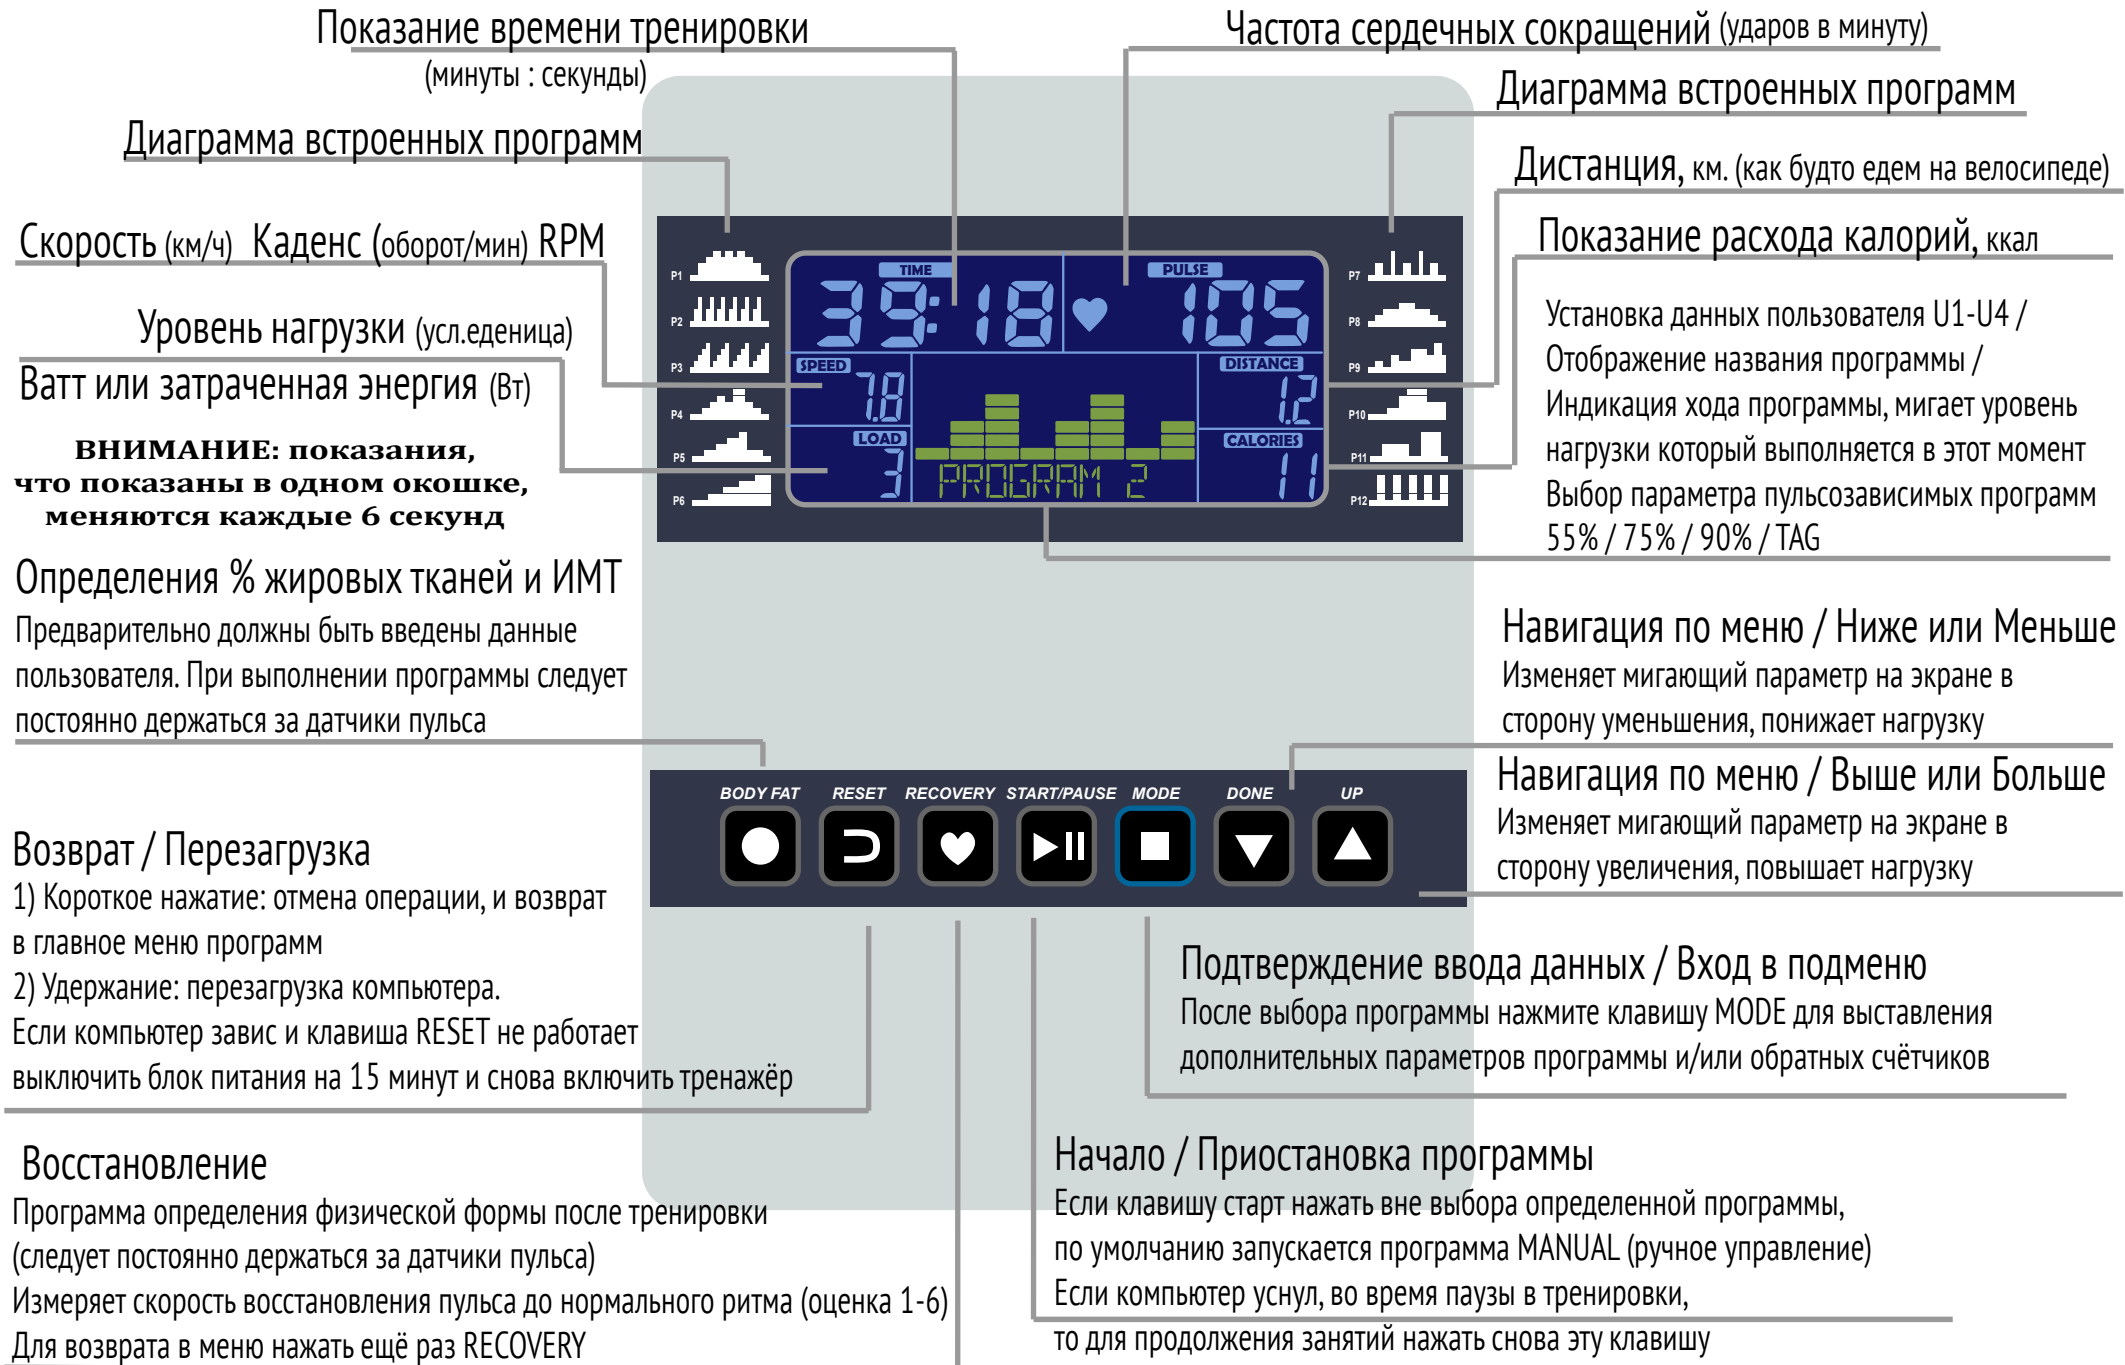 Показание времени тренировки
(минуты : секунды)
Частота сердечных сокращений (ударов в минуту)
Диаграмма встроенных программ
Диаграмма встроенных программ
Дистанция, км. (как будто едем на велосипеде)
Скорость (км/ч) Каденс (оборот/мин) RPM
Показание расхода калорий, ккал
Уровень нагрузки (усл.еденица)
Ватт или затраченная энергия (Вт)
ВНИМАНИЕ: показания,
что показаны в одном окошке,
меняются каждые 6 секунд
P1
P2
P3
P4
P5
P6
TIME
39:18
PULSE
105
SPEED
7.8
LOAD
3
PROGRAM 2
DISTANCE
1.2
CALORIES
11
P7
P8
P9
P10
P11
P12
Установка данных пользователя U1-U4 /
Отображение названия программы /
Индикация хода программы, мигает уровень
нагрузки который выполняется в этот момент
Выбор параметра пульсозависимых программ
55% / 75% / 90% / TAG
Определения % жировых тканей и ИМТ
Предварительно должны быть введены данные
пользователя. При выполнении программы следует
постоянно держаться за датчики пульса
Навигация по меню / Ниже или Меньше
Изменяет мигающий параметр на экране в
сторону уменьшения, понижает нагрузку
Навигация по меню / Выше или Больше
Изменяет мигающий параметр на экране в
сторону увеличения, повышает нагрузку
BODY FAT RESET RECOVERY START/PAUSE MODE DONE UP
Возврат / Перезагрузка
1) Короткое нажатие: отмена операции, и возврат
в главное меню программ
2) Удержание: перезагрузка компьютера.
Если компьютер завис и клавиша RESET не работает
выключить блок питания на 15 минут и снова включить тренажёр
Подтверждение ввода данных / Вход в подменю
После выбора программы нажмите клавишу MODE для выставления
дополнительных параметров программы и/или обратных счётчиков
Восстановление
Программа определения физической формы после тренировки
(следует постоянно держаться за датчики пульса)
Измеряет скорость восстановления пульса до нормального ритма (оценка 1-6)
Для возврата в меню нажать ещё раз RECOVERY
Начало / Приостановка программы
Если клавишу старт нажать вне выбора определенной программы,
по умолчанию запускается программа MANUAL (ручное управление)
Если компьютер уснул, во время паузы в тренировки,
то для продолжения занятий нажать снова эту клавишу